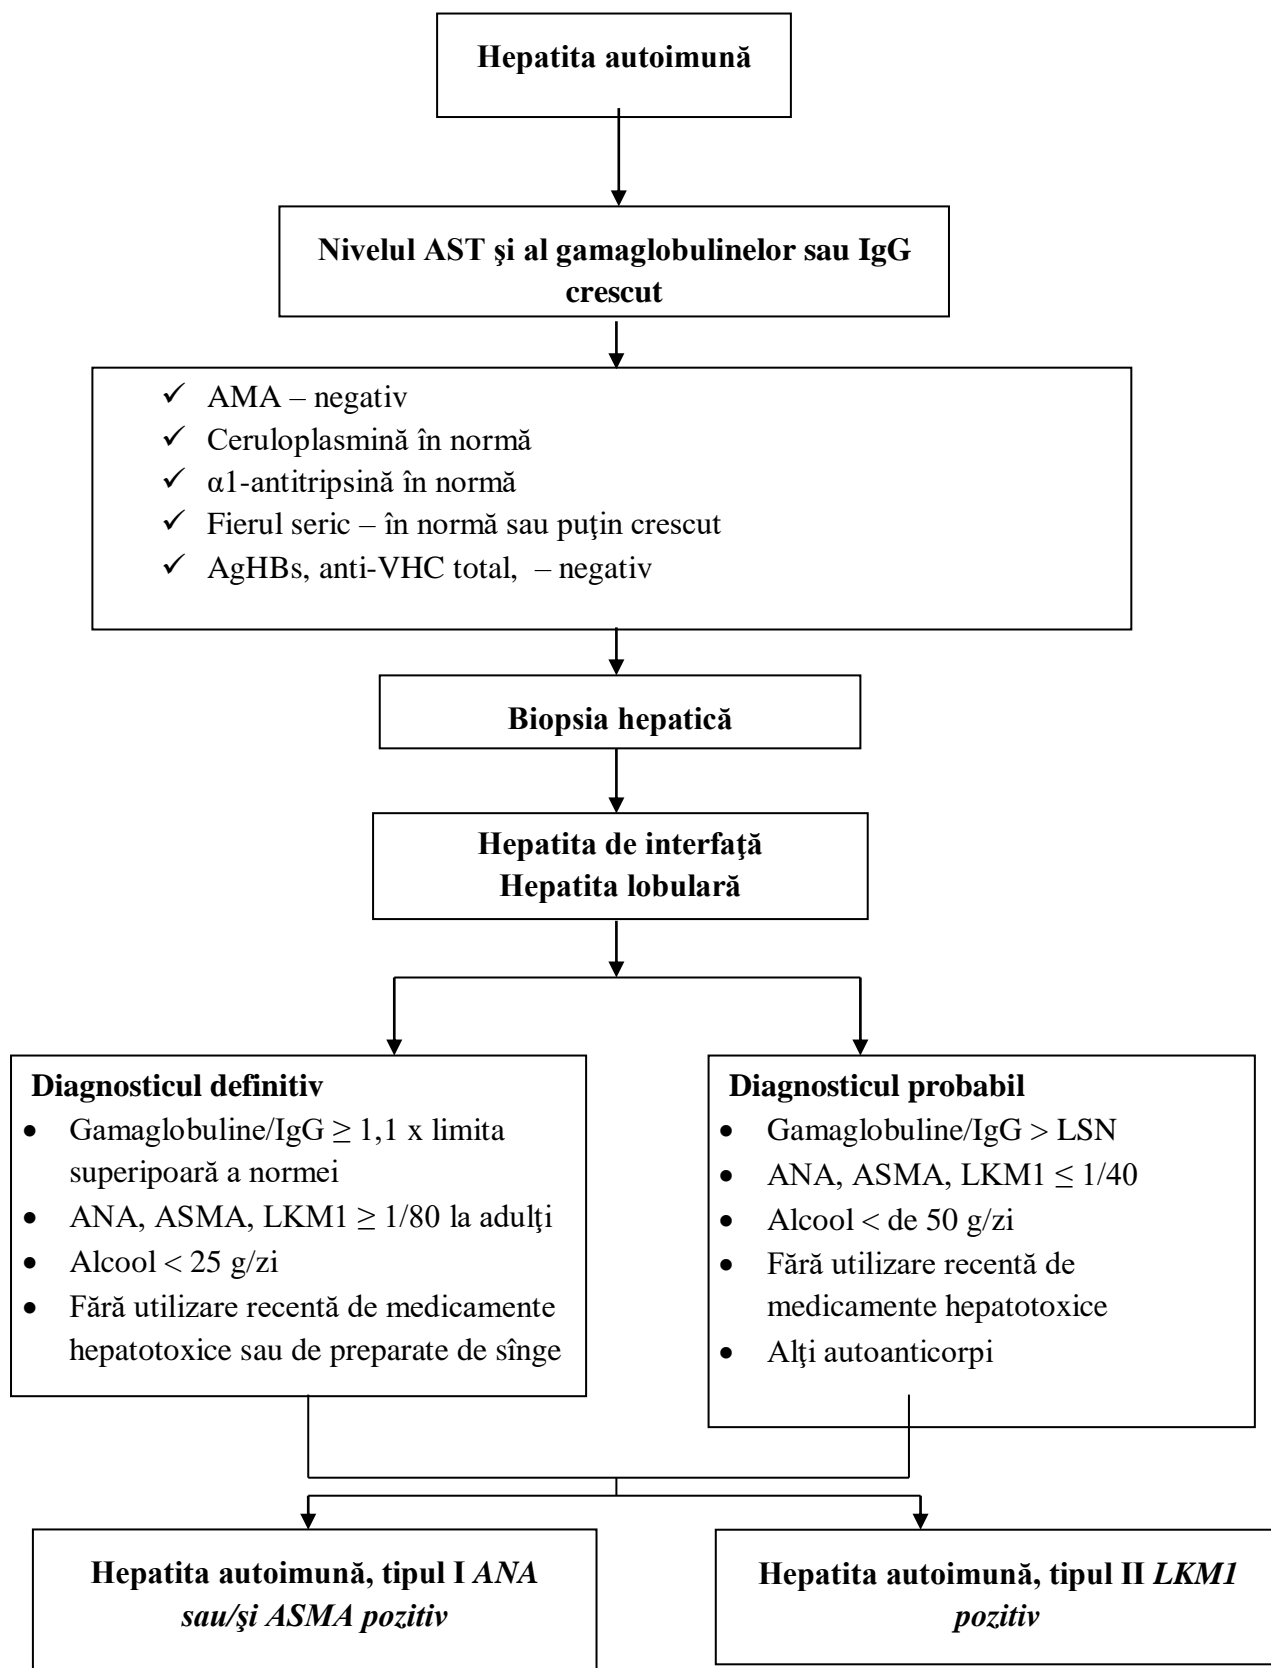 Hepatita autoimună
Nivelul AST şi al gamaglobulinelor sau IgG
crescut
✓ AMA – negativ
✓ Ceruloplasmină în normă
✓ α1-antitripsină în normă
✓ Fierul seric – în normă sau puţin crescut
✓ AgHBs, anti-VHC total, – negativ
Biopsia hepatică
Hepatita de interfaţă
Hepatita lobulară
Diagnosticul definitiv
• Gamaglobuline/IgG ≥ 1,1 x limita
superipoară a normei
• ANA, ASMA, LKM1 ≥ 1/80 la adulţi
• Alcool < 25 g/zi
• Fără utilizare recentă de medicamente
hepatotoxice sau de preparate de sînge
Diagnosticul probabil
• Gamaglobuline/IgG > LSN
• ANA, ASMA, LKM1 ≤ 1/40
• Alcool < de 50 g/zi
• Fără utilizare recentă de
medicamente hepatotoxice
• Alţi autoanticorpi
Hepatita autoimună, tipul I ANA
sau/şi ASMA pozitiv
Hepatita autoimună, tipul II LKM1
pozitiv